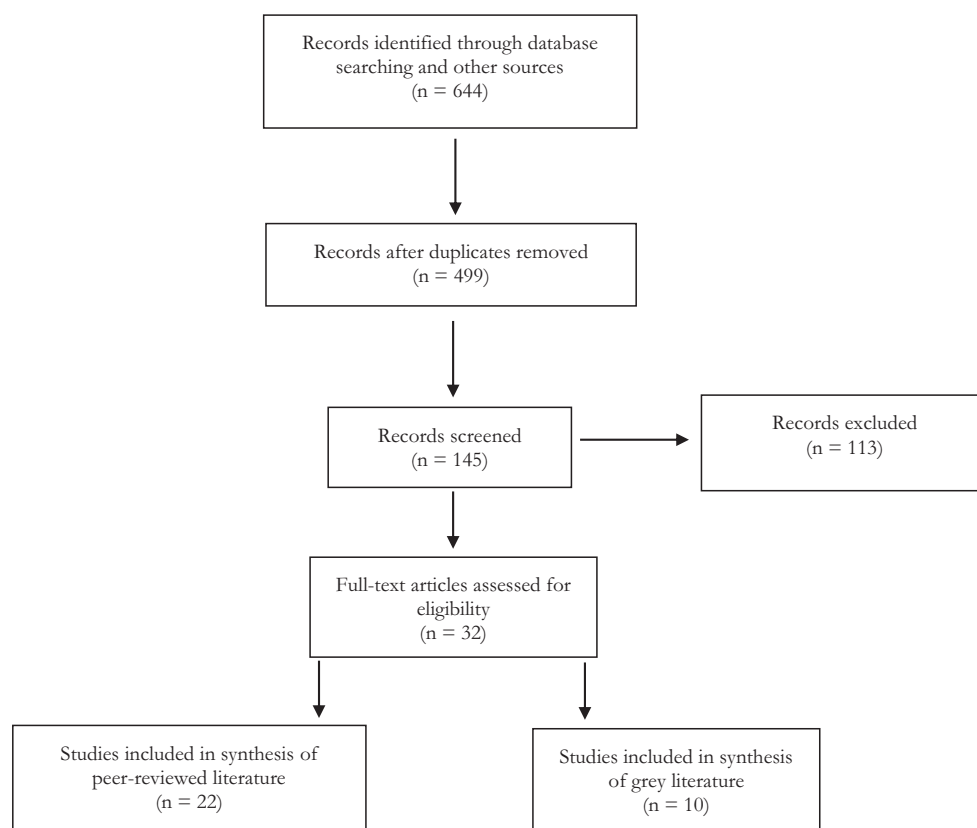 Records identified through database
searching and other sources
(n = 644)
Records after duplicates removed
(n = 499)
Records screened
(n = 145)
Records excluded
(n = 113)
Full-text articles assessed for
eligibility
(n = 32)
Studies included in synthesis of
peer-reviewed literature
(n = 22)
Studies included in synthesis
of grey literature
(n = 10)